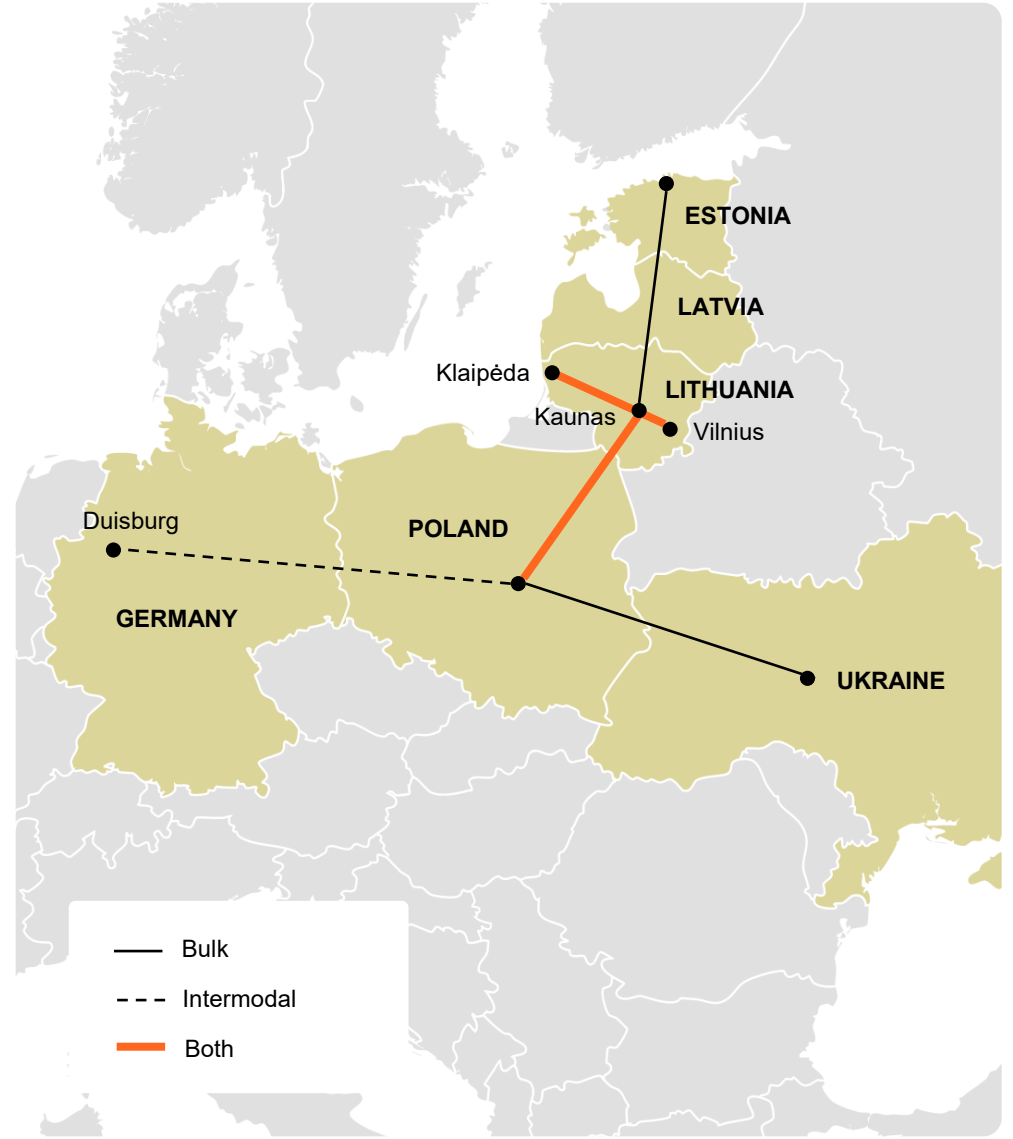 ESTONIA
LATVIA
Klaipėda
LITHUANIA
Kaunas
Vilnius
Duisburg
POLAND
GERMANY
UKRAINE
Bulk
Intermodal
Both